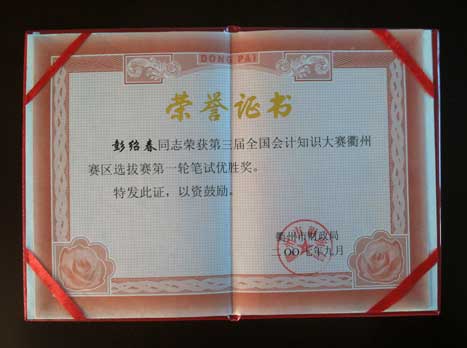 DONG PAI
荣誉证书
彭绍春同志荣获第三届全国会计知识大赛衢州
赛区选拔赛第一轮笔试优胜奖。
特发此证，以资鼓励。
衢州市财政局
二〇〇七年九月